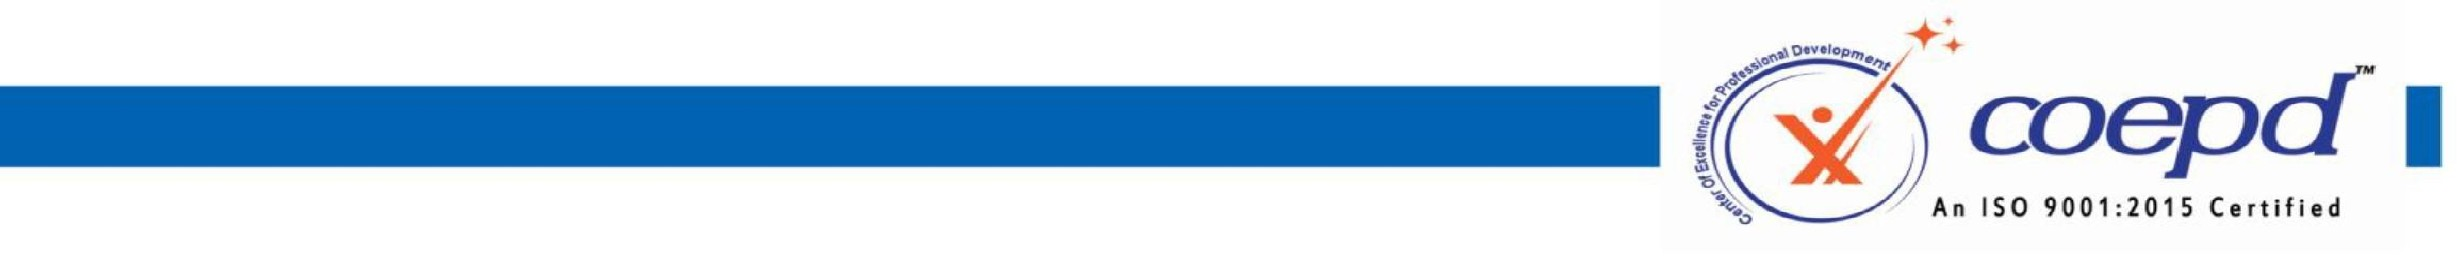 Center Of Excellence for Professional Development
coepd™
An ISO 9001:2015 Certified